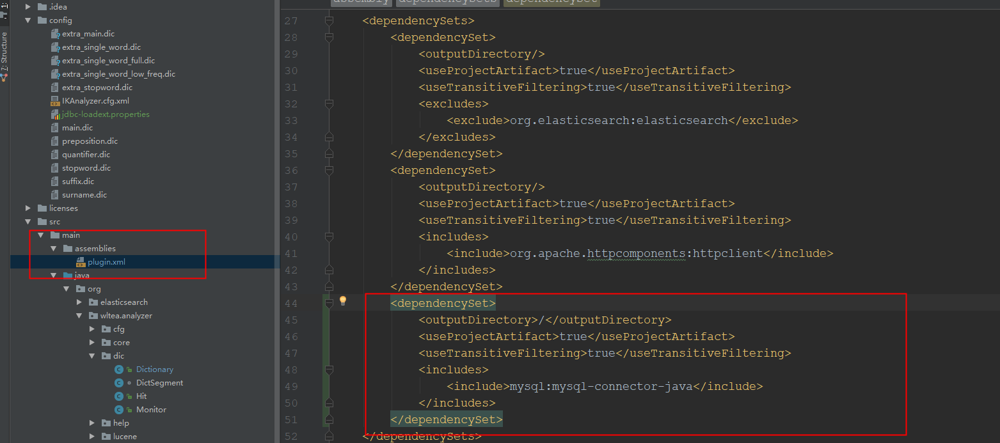 1:
7: Structure
.idea
config
extra_main.dic
extra_single_word.dic
extra_single_word_full.dic
extra_single_word_low_freq.dic
extra_stopword.dic
IKAnalyzer.cfg.xml
jdbc-loadext.properties
main.dic
preposition.dic
quantifier.dic
stopword.dic
suffix.dic
surname.dic
licenses
src
main
assemblies
plugin.xml
java
org
elasticsearch
wltea.analyzer
cfg
core
dic
Dictionary
DictSegment
Hit
Monitor
help
lucene
assembly dependencySets dependencySet
27 <dependencySets>
28 <dependencySet>
29 <outputDirectory/>
30 <useProjectArtifact>true</useProjectArtifact>
31 <useTransitiveFiltering>true</useTransitiveFiltering>
32 <excludes>
33 <exclude>org.elasticsearch:elasticsearch</exclude>
34 </excludes>
35 </dependencySet>
36 <dependencySet>
37 <outputDirectory/>
38 <useProjectArtifact>true</useProjectArtifact>
39 <useTransitiveFiltering>true</useTransitiveFiltering>
40 <includes>
41 <include>org.apache.httpcomponents:httpclient</include>
42 </includes>
43 </dependencySet>
44 <dependencySet>
45 <outputDirectory>/</outputDirectory>
46 <useProjectArtifact>true</useProjectArtifact>
47 <useTransitiveFiltering>true</useTransitiveFiltering>
48 <includes>
49 <include>mysql:mysql-connector-java</include>
50 </includes>
51 </dependencySet>
52 </dependencySets>